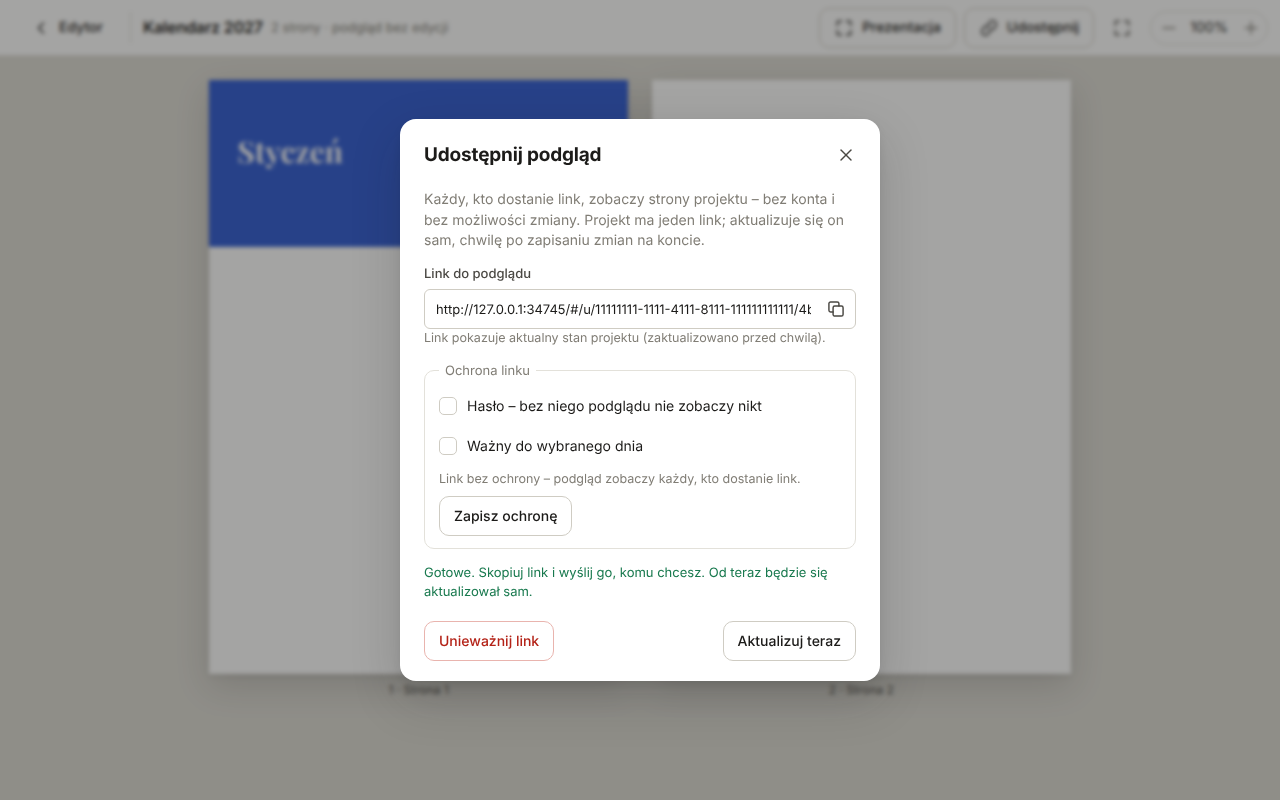 Edytor
Kalendarz 2027 2 strony · podgląd bez edycji
Prezentacja
Udostępnij
100%
Styczeń
Udostępnij podgląd
Każdy, kto dostanie link, zobaczy strony projektu – bez konta i
bez możliwości zmiany. Projekt ma jeden link; aktualizuje się on
sam, chwilę po zapisaniu zmian na koncie.
Link do podglądu
http://127.0.0.1:34745/#/u/11111111-1111-4111-8111-111111111111/4b
Link pokazuje aktualny stan projektu (zaktualizowano przed chwilą).
Ochrona linku
Hasło – bez niego podglądu nie zobaczy nikt
Ważny do wybranego dnia
Link bez ochrony – podgląd zobaczy każdy, kto dostanie link.
Zapisz ochronę
Gotowe. Skopiuj link i wyślij go, komu chcesz. Od teraz będzie się
aktualizował sam.
Unieważnij link
Aktualizuj teraz
1 · Strona 1
2 · Strona 2